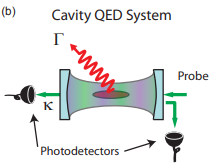 (b) Cavity QED System
Γ
Probe
κ
Photodetectors